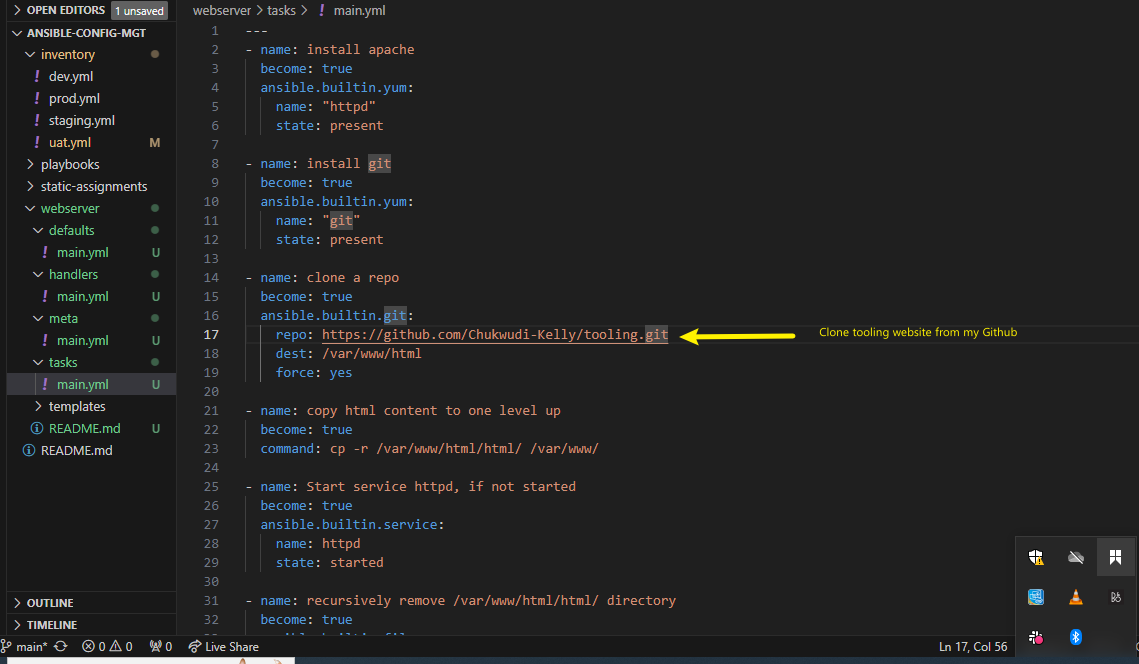 OPEN EDITORS 1 unsaved
ANSIBLE-CONFIG-MGT
inventory
! dev.yml
! prod.yml
! staging.yml
! uat.yml M
playbooks
static-assignments
webserver
defaults
! main.yml U
handlers
! main.yml U
meta
! main.yml U
tasks
! main.yml U
templates
README.md U
README.md
OUTLINE
TIMELINE
webserver > tasks > ! main.yml
1 ---
2 - name: install apache
3 become: true
4 ansible.builtin.yum:
5 name: "httpd"
6 state: present
7
8 - name: install git
9 become: true
10 ansible.builtin.yum:
11 name: "git"
12 state: present
13
14 - name: clone a repo
15 become: true
16 ansible.builtin.git:
17 repo: https://github.com/Chukwudi-Kelly/tooling.git
Clone tooling website from my Github
18 dest: /var/www/html
19 force: yes
20
21 - name: copy html content to one level up
22 become: true
23 command: cp -r /var/www/html/html/ /var/www/
24
25 - name: Start service httpd, if not started
26 become: true
27 ansible.builtin.service:
28 name: httpd
29 state: started
30
31 - name: recursively remove /var/www/html/html/ directory
32 become: true
main* 0 0 0 Live Share
Ln 17, Col 56